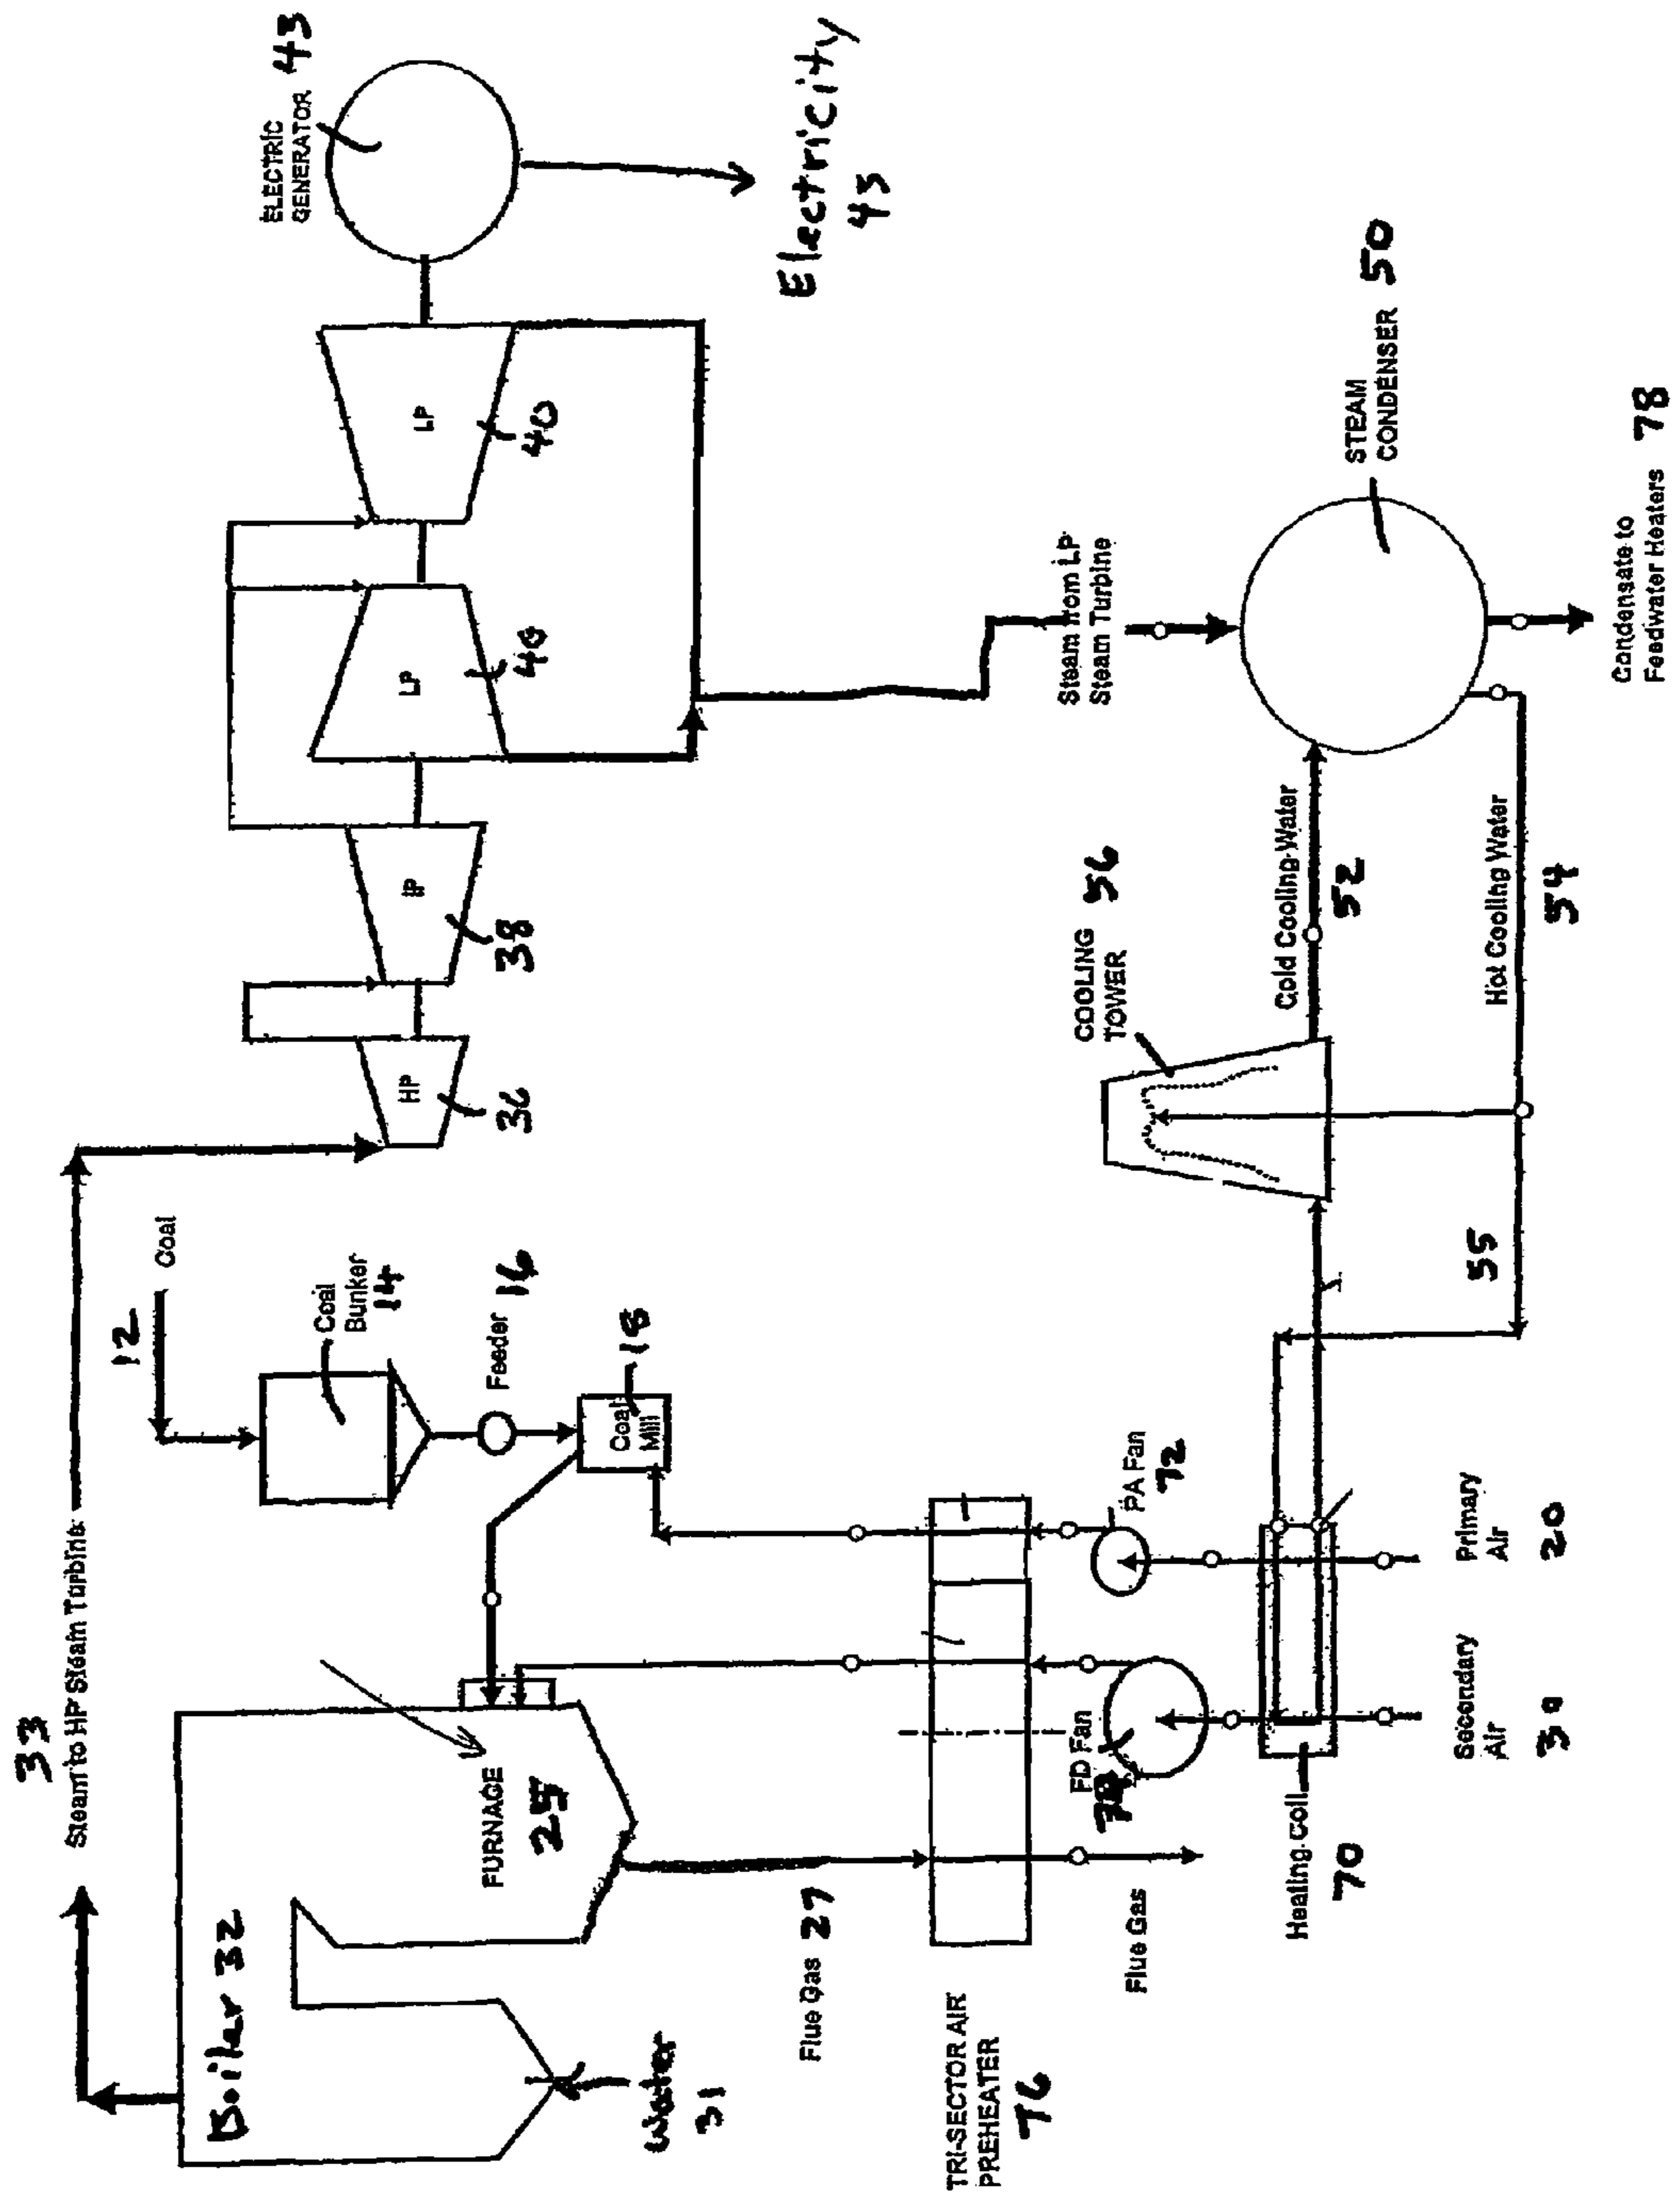 33
Steam to HP Steam Turbine
12
Coal
Coal
Bunker
14
Feeder 16
Coal
Mill
18
Boiler 32
Water
31
FURNACE
25
HP
36
IP
38
LP
40
LP
40
ELECTRIC
GENERATOR 43
Electricity
45
Flue Gas 27
TRI-SECTOR AIR
PREHEATER
76
Flue Gas
FD Fan
PA Fan
72
Heating Coil
70
Secondary
Air
30
Primary
Air
20
55
COOLING
TOWER 56
Cold Cooling Water
52
Hot Cooling Water
54
Steam from LP
Steam Turbine
STEAM
CONDENSER 50
Condensate to
Feedwater Heaters 78